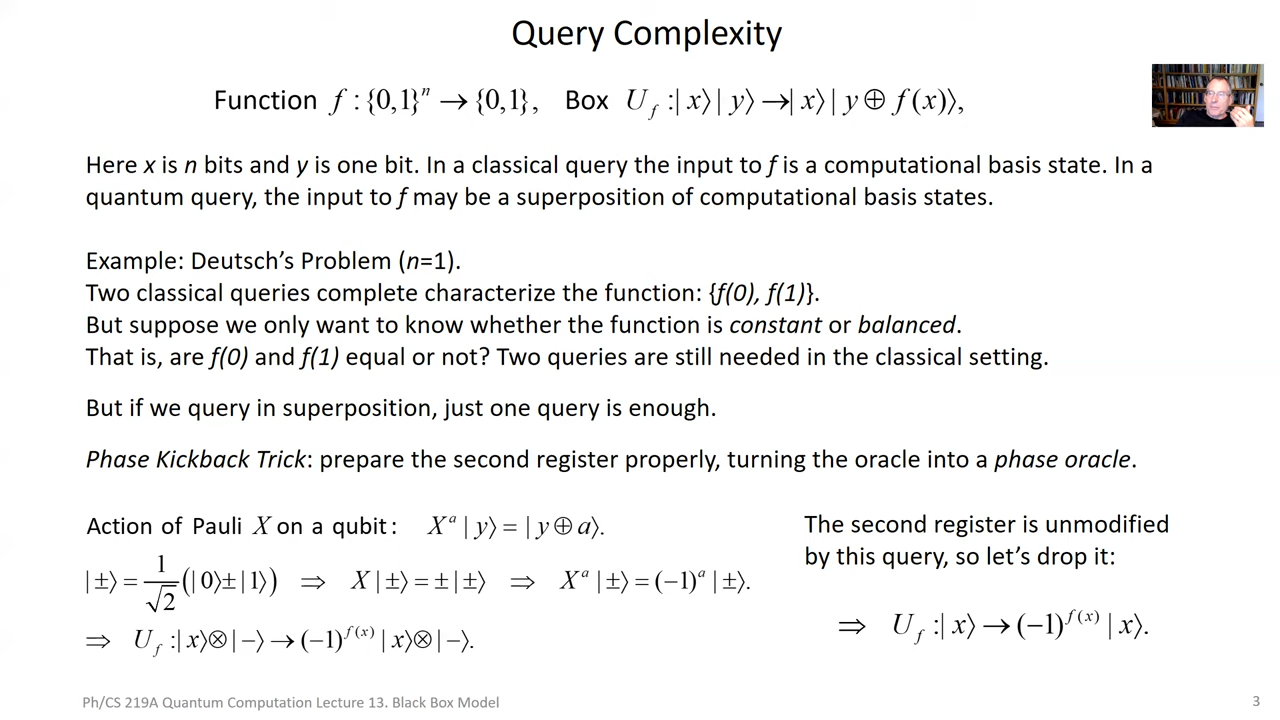 Query Complexity
Function f : {0,1}ⁿ → {0,1},   Box   U_f :| x⟩| y⟩ →| x⟩| y ⊕ f(x)⟩,
Here x is n bits and y is one bit. In a classical query the input to f is a computational basis state. In a
quantum query, the input to f may be a superposition of computational basis states.
Example: Deutsch’s Problem (n=1).
Two classical queries complete characterize the function: {f(0), f(1)}.
But suppose we only want to know whether the function is constant or balanced.
That is, are f(0) and f(1) equal or not? Two queries are still needed in the classical setting.
But if we query in superposition, just one query is enough.
Phase Kickback Trick: prepare the second register properly, turning the oracle into a phase oracle.
Action of Pauli X on a qubit:   Xᵃ | y⟩ = | y ⊕ a⟩.
| ±⟩ = 1/√2 (| 0⟩ ± | 1⟩)   ⇒   X | ±⟩ = ± | ±⟩   ⇒   Xᵃ | ±⟩ = (−1)ᵃ | ±⟩.
⇒   U_f :| x⟩⊗ | −⟩ → (−1)^{f(x)} | x⟩⊗ | −⟩.
The second register is unmodified
by this query, so let’s drop it:
⇒   U_f :| x⟩ → (−1)^{f(x)} | x⟩.
Ph/CS 219A Quantum Computation Lecture 13. Black Box Model
3